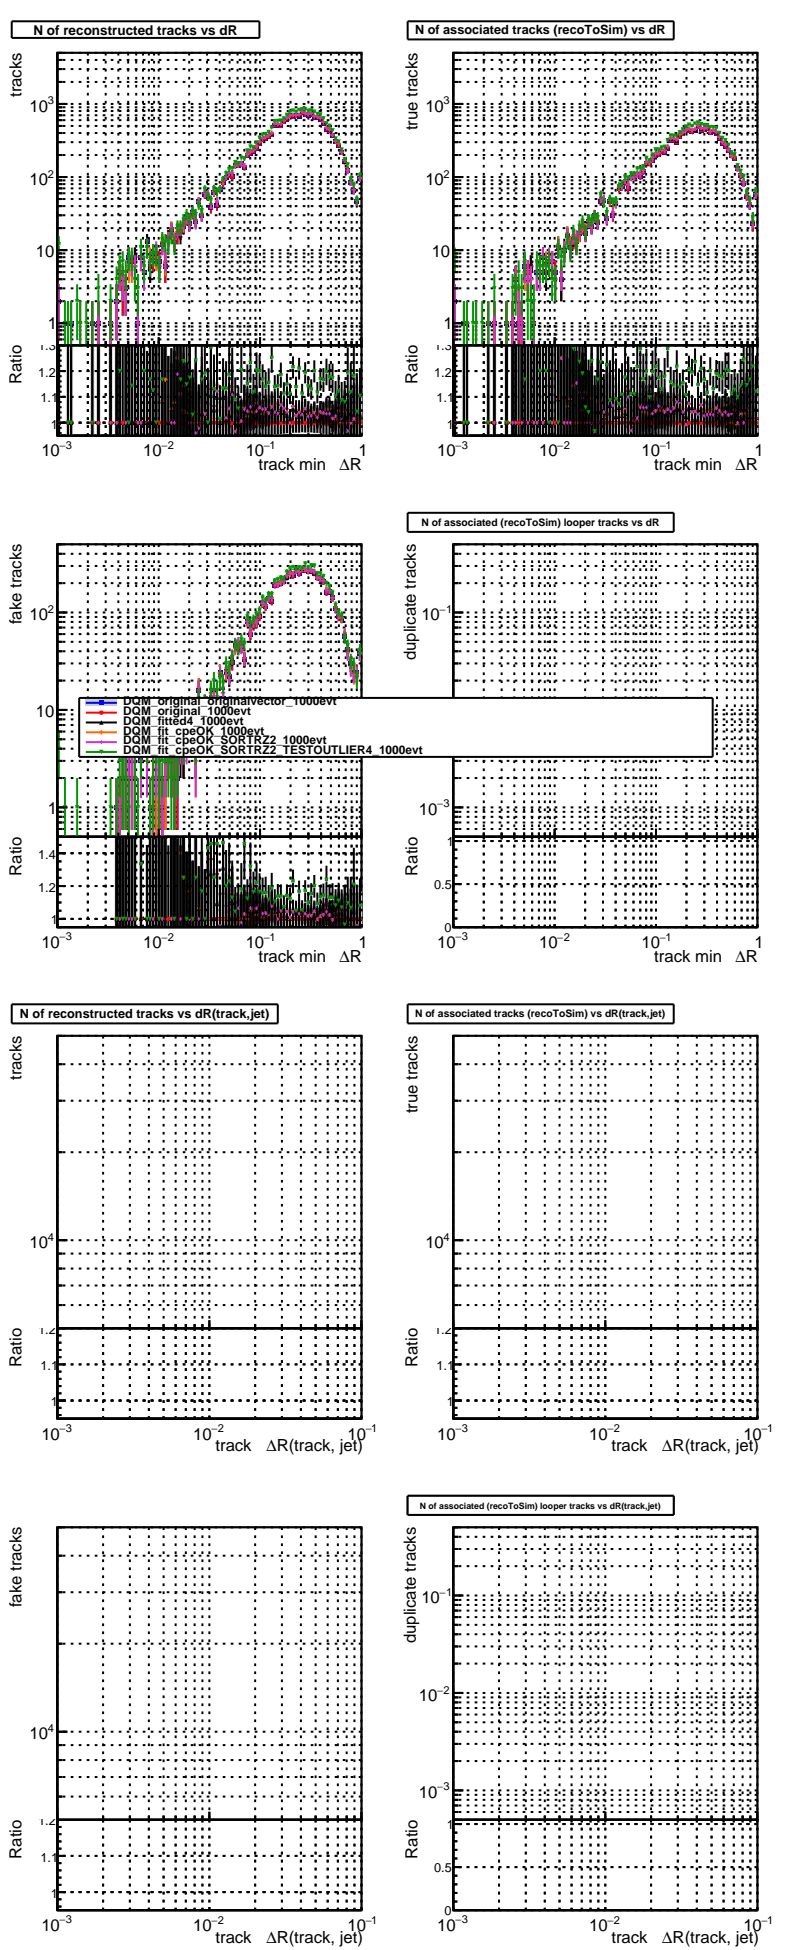 N of reconstructed tracks vs dR
tracks
10³
10²
10
1
Ratio
1.3
1.2
1.1
1
10⁻³ 10⁻² 10⁻¹ 1
track min ΔR
N of associated tracks (recoToSim) vs dR
true tracks
10³
10²
10
1
Ratio
1.3
1.2
1.1
1
10⁻³ 10⁻² 10⁻¹ 1
track min ΔR
fake tracks
10²
10
1
Ratio
1.4
1.2
1
10⁻³ 10⁻² 10⁻¹ 1
track min ΔR
N of associated (recoToSim) looper tracks vs dR
duplicate tracks
10⁻¹
10⁻³
Ratio
1
0.5
0
10⁻³ 10⁻² 10⁻¹ 1
track min ΔR
DQM_original_originalvector_1000evt
DQM_original_1000evt
DQM_fitted4_1000evt
DQM_fit_cpeOK_1000evt
DQM_fit_cpeOK_SORTRZ2_1000evt
DQM_fit_cpeOK_SORTRZ2_TESTOUTLIER4_1000evt
N of reconstructed tracks vs dR(track,jet)
tracks
10⁴
Ratio
1.2
1.1
1
10⁻³ 10⁻² 10⁻¹
track ΔR(track, jet)
N of associated tracks (recoToSim) vs dR(track,jet)
true tracks
10⁴
Ratio
1.2
1.1
1
10⁻³ 10⁻² 10⁻¹
track ΔR(track, jet)
fake tracks
10⁴
Ratio
1.2
1.1
1
10⁻³ 10⁻² 10⁻¹
track ΔR(track, jet)
N of associated (recoToSim) looper tracks vs dR(track,jet)
duplicate tracks
10⁻¹
10⁻²
10⁻³
Ratio
1
0.5
0
10⁻³ 10⁻² 10⁻¹
track ΔR(track, jet)